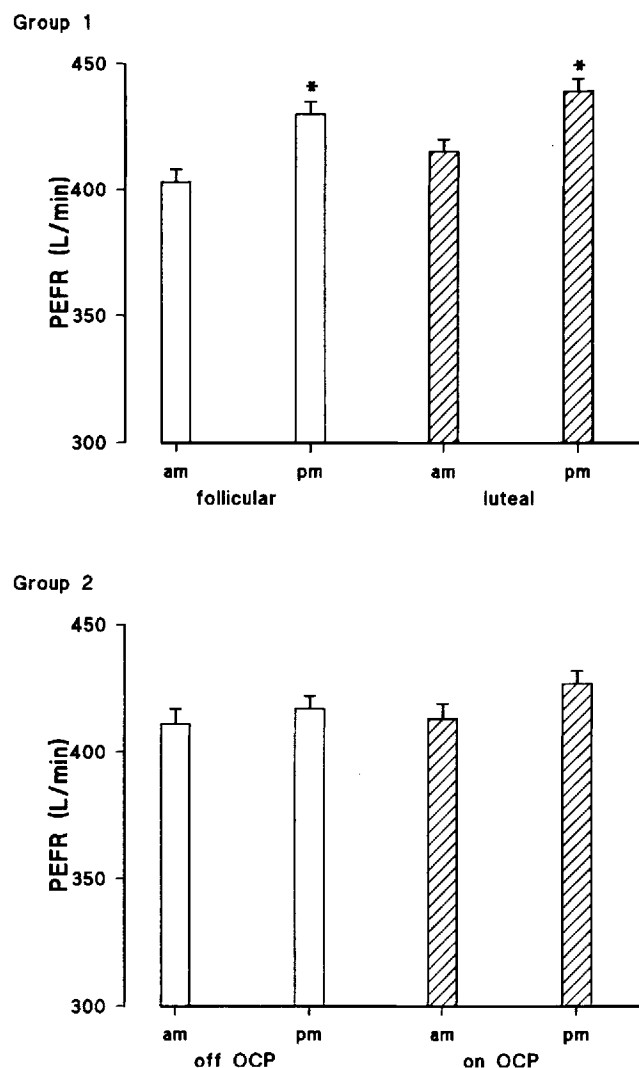 Group 1
450
400
350
300
PEFR (L/min)
* *
am pm am pm
follicular luteal
Group 2
450
400
350
300
PEFR (L/min)
am pm am pm
off OCP on OCP